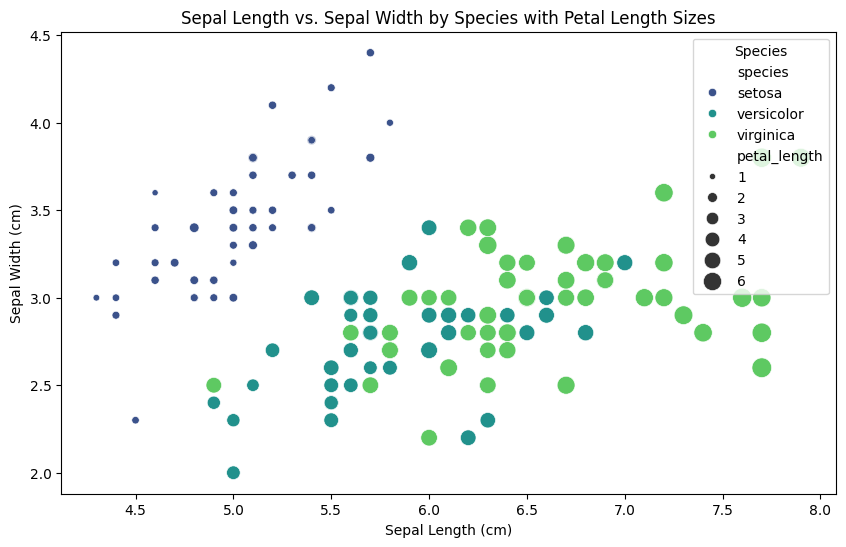 Sepal Length vs. Sepal Width by Species with Petal Length Sizes
Species
species
setosa
versicolor
virginica
petal_length
1
2
3
4
5
6
4.5
4.0
3.5
3.0
2.5
2.0
Sepal Width (cm)
4.5
5.0
5.5
6.0
6.5
7.0
7.5
8.0
Sepal Length (cm)